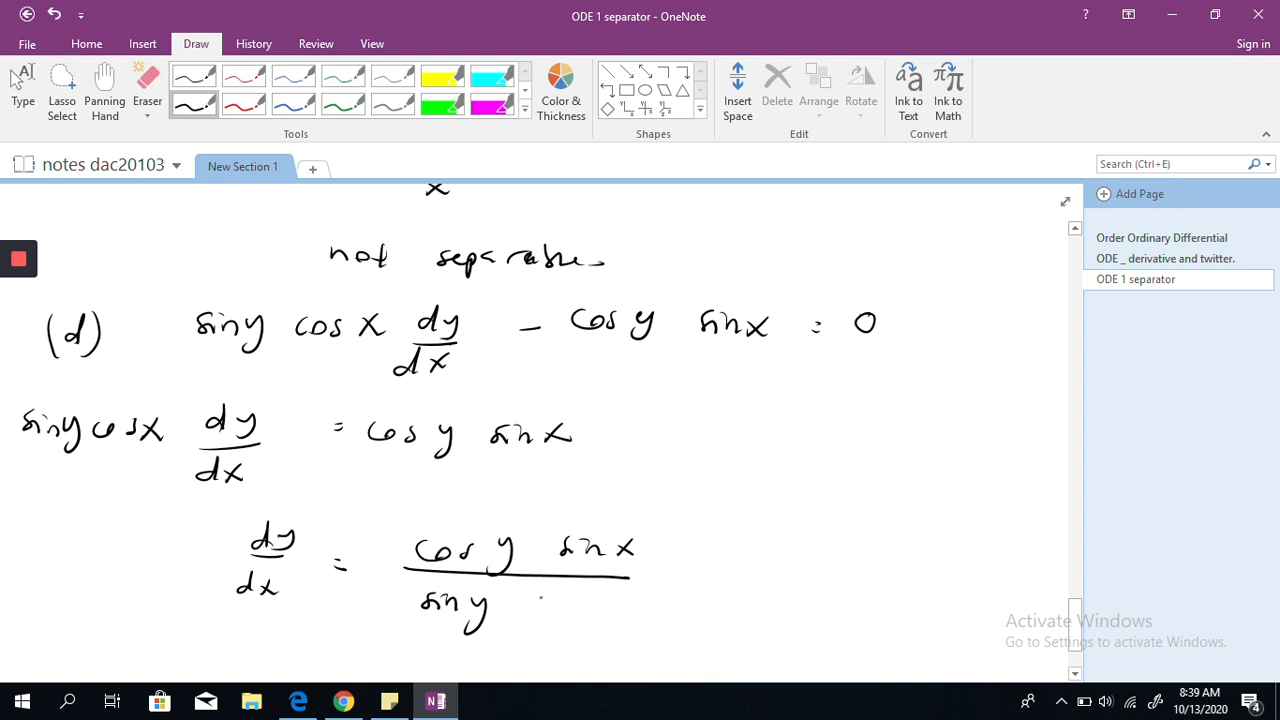 ODE 1 separator - OneNote
?
File Home Insert Draw History Review View Sign in
Type
Lasso Select
Panning Hand
Eraser
Color & Thickness
Insert Space
Delete
Arrange
Rotate
Ink to Text
Ink to Math
Tools
Shapes
Edit
Convert
notes dac20103
New Section 1
Search (Ctrl+E)
Add Page
Order Ordinary Differential
ODE _ derivative and twitter.
ODE 1 separator
x
not separable
(d) siny cos x dy/dx - cos y sin x = 0
siny cosx dy/dx = cos y sin x
dy/dx = cos y sin x / sin y
Activate Windows
Go to Settings to activate Windows.
8:39 AM
10/13/2020
4